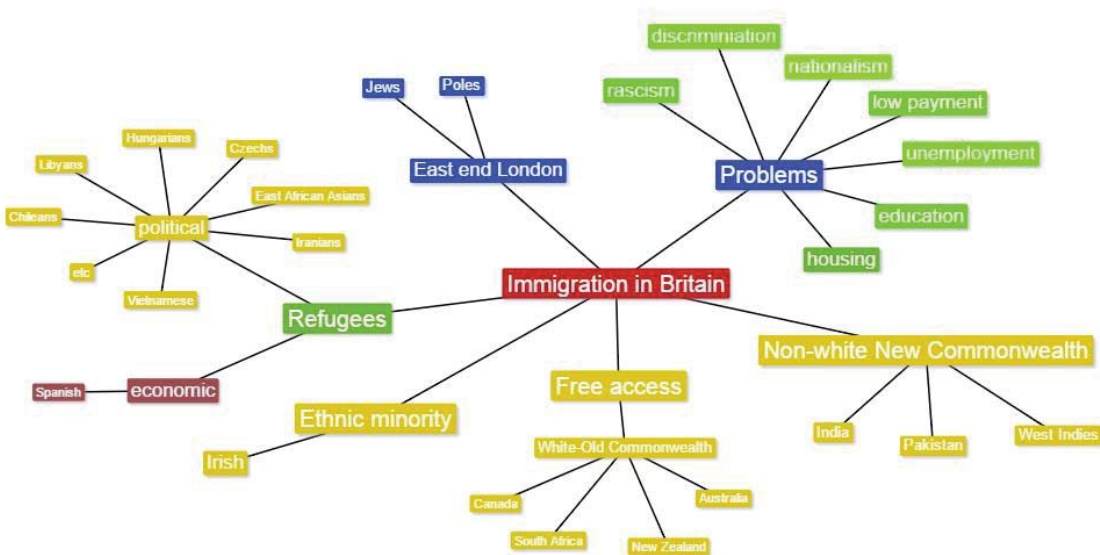 discriminiation
nationalism
rascism
low payment
unemployment
Problems
education
housing
Jews
Poles
East end London
Hungarians
Czechs
Libyans
East African Asians
Chileans
political
Iranians
etc
Vietnamese
Immigration in Britain
Refugees
economic
Spanish
Ethnic minority
Irish
Free access
White-Old Commonwealth
Canada
Australia
South Africa
New Zealand
Non-white New Commonwealth
India
Pakistan
West Indies